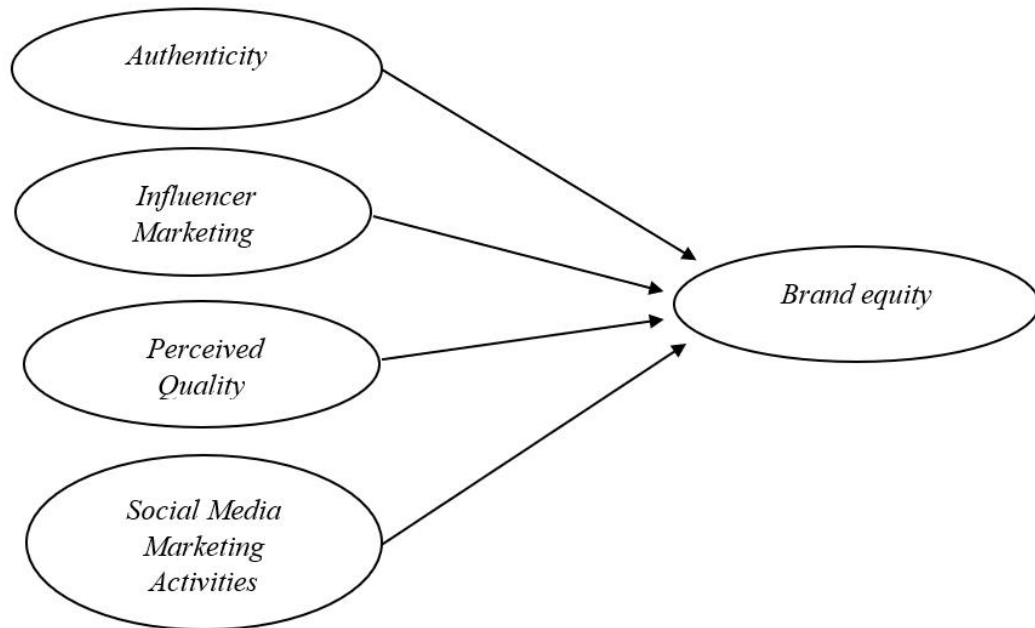 Authenticity
Influencer
Marketing
Brand equity
Perceived
Quality
Social Media
Marketing
Activities